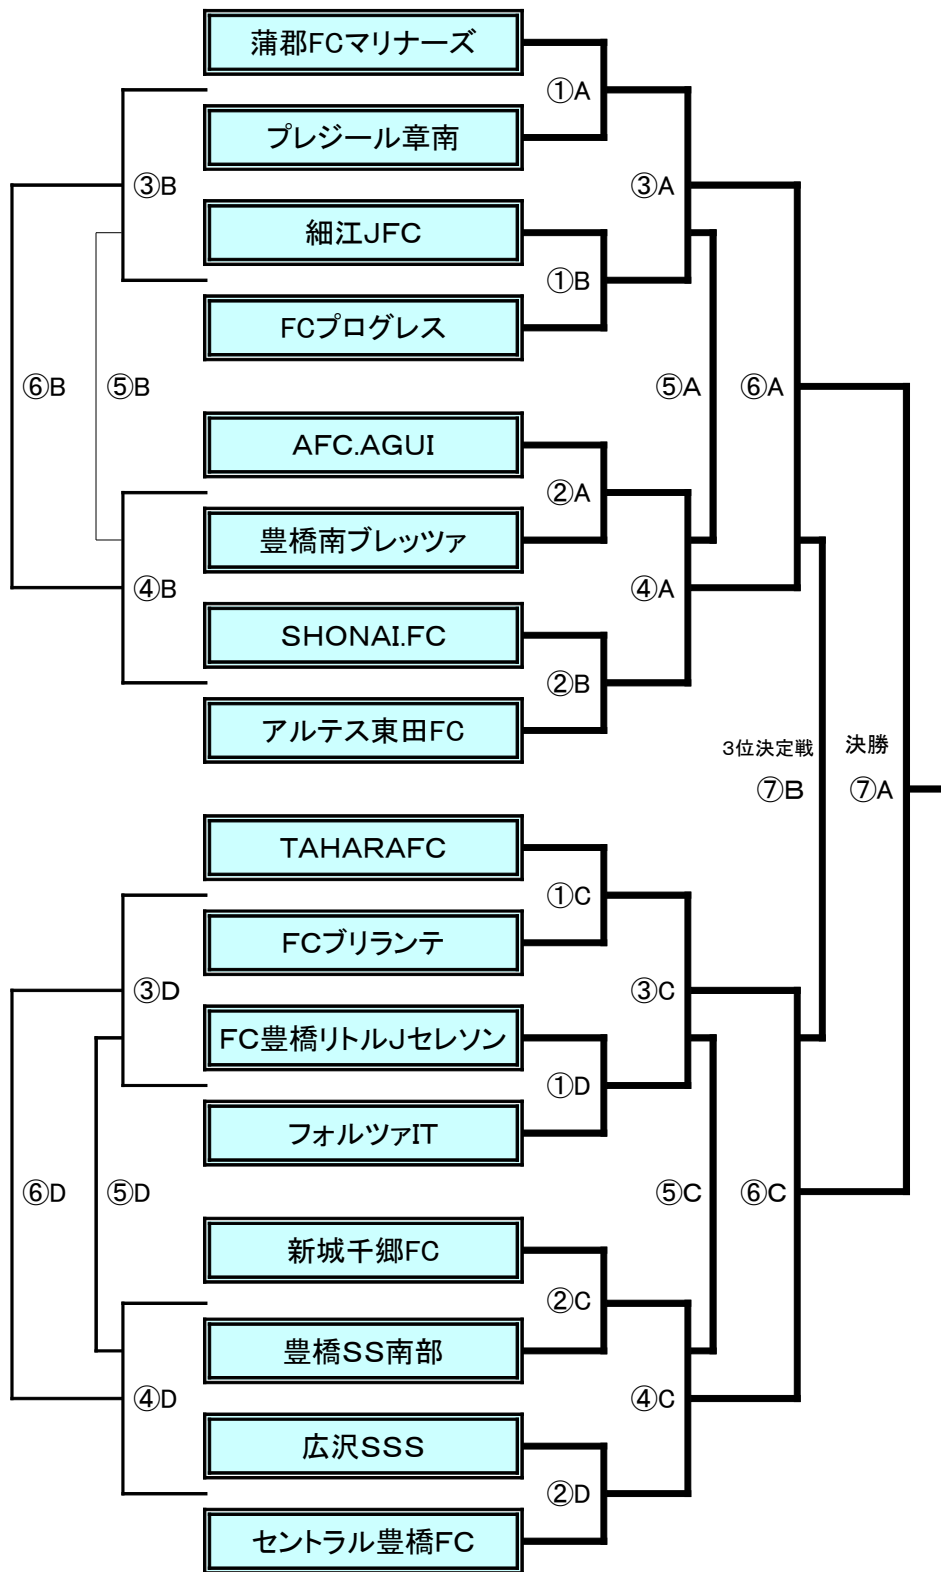 蒲郡FCマリナーズ
①A
プレジール章南
③B
③A
細江JFC
①B
FCプログレス
⑥B
⑤B
⑤A
⑥A
AFC.AGUI
②A
豊橋南ブレッツァ
④B
④A
SHONAI.FC
②B
アルテス東田FC
3位決定戦
決勝
⑦B
⑦A
TAHARAFC
①C
FCブリランテ
③D
③C
FC豊橋リトルJセレソン
①D
フォルツァIT
⑥D
⑤D
⑤C
⑥C
新城千郷FC
②C
豊橋SS南部
④D
④C
広沢SSS
②D
セントラル豊橋FC